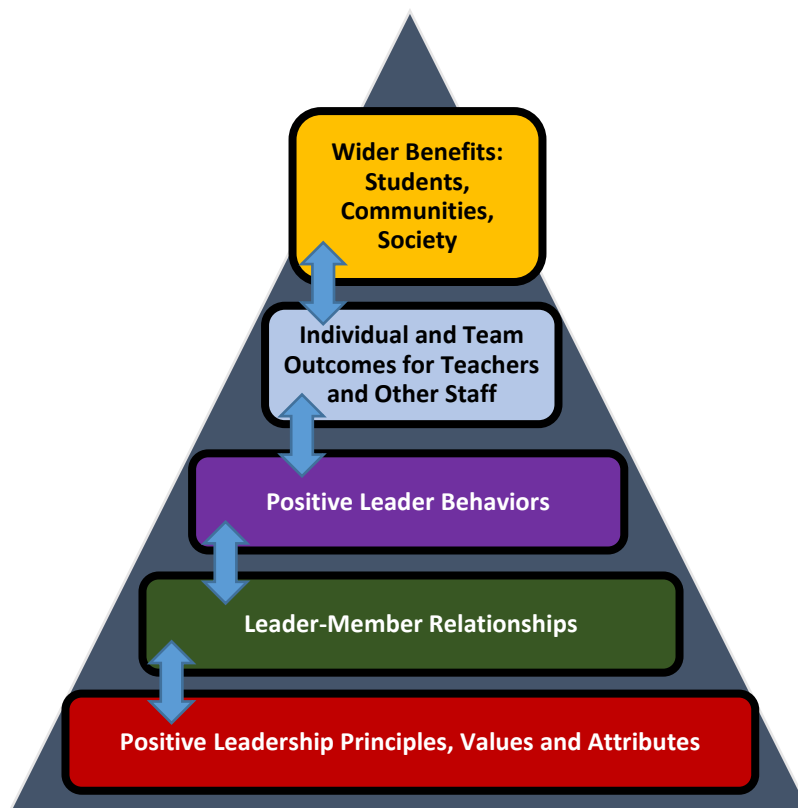 Wider Benefits:
Students,
Communities,
Society
Individual and Team
Outcomes for Teachers
and Other Staff
Positive Leader Behaviors
Leader-Member Relationships
Positive Leadership Principles, Values and Attributes